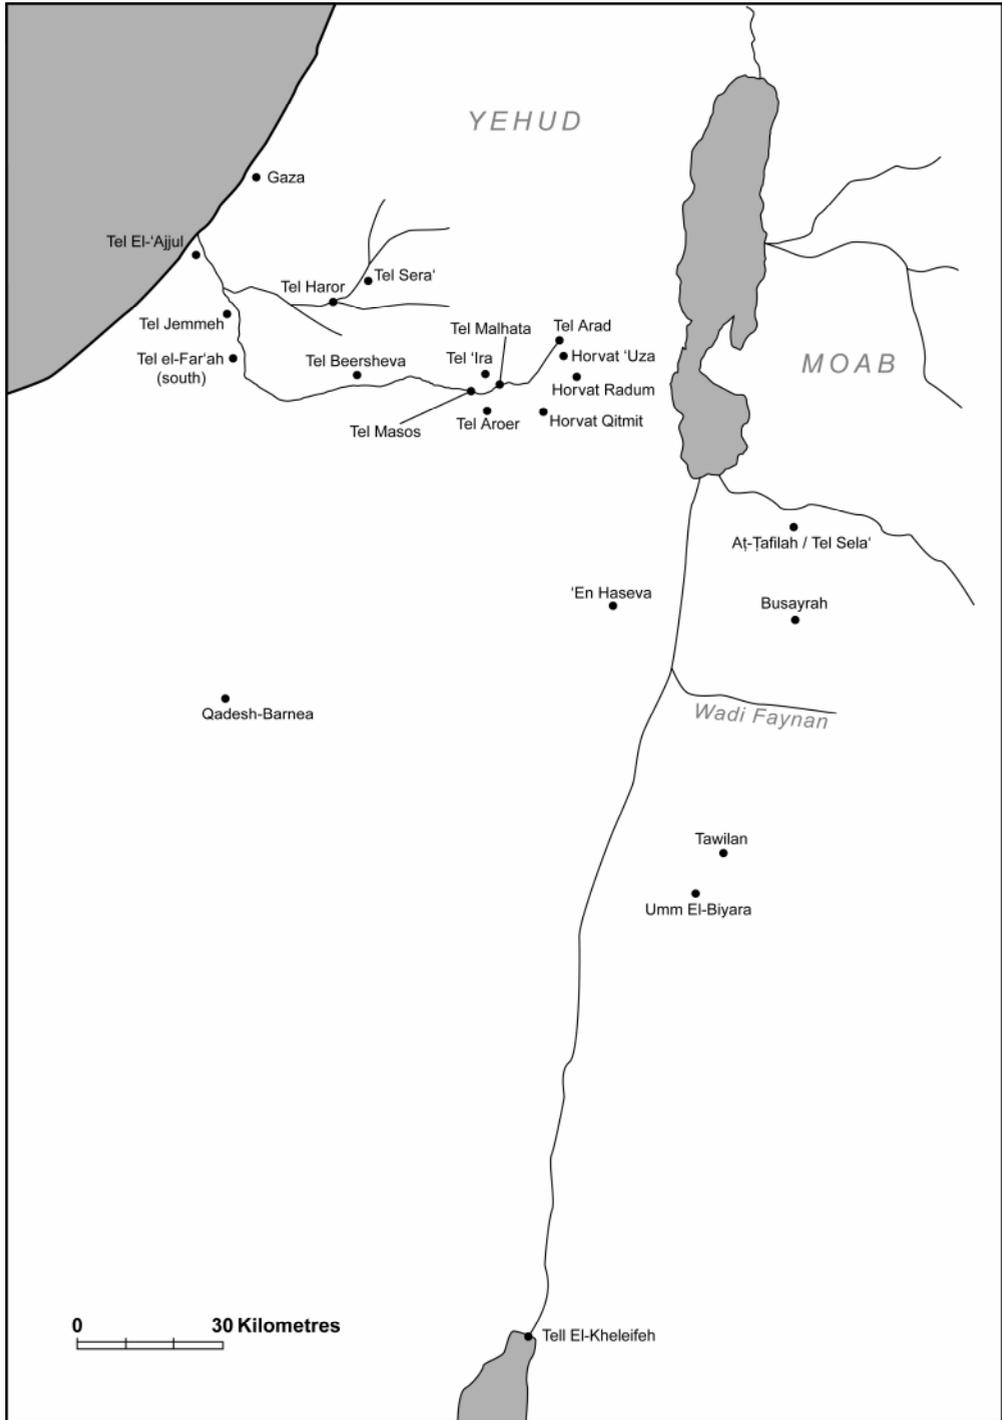 YEHUD
Gaza
Tel El-‘Ajjul
Tel Sera‘
Tel Haror
Tel Jemmeh
Tel Malhata
Tel Arad
Tel el-Far‘ah
(south)
Tel Beersheva
Tel ‘Ira
Horvat ‘Uza
MOAB
Horvat Radum
Tel Masos
Tel Aroer
Horvat Qitmit
Aṭ-Ṭafilah / Tel Sela‘
‘En Haseva
Busayrah
Qadesh-Barnea
Wadi Faynan
Tawilan
Umm El-Biyara
0 30 Kilometres
Tell El-Kheleifeh